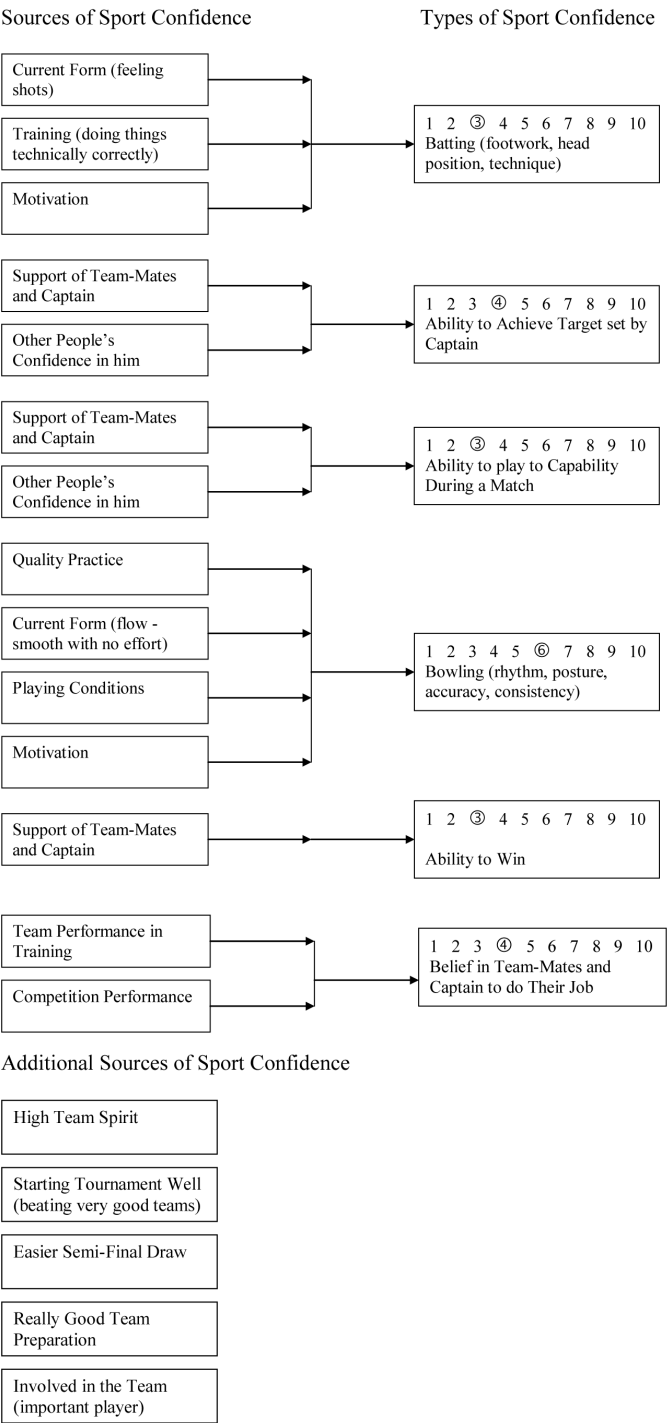 Sources of Sport Confidence
Types of Sport Confidence
Current Form (feeling
shots)
Training (doing things
technically correctly)
Motivation
1 2 ③ 4 5 6 7 8 9 10
Batting (footwork, head
position, technique)
Support of Team-Mates
and Captain
Other People’s
Confidence in him
1 2 3 ④ 5 6 7 8 9 10
Ability to Achieve Target set by
Captain
Support of Team-Mates
and Captain
Other People’s
Confidence in him
1 2 ③ 4 5 6 7 8 9 10
Ability to play to Capability
During a Match
Quality Practice
Current Form (flow -
smooth with no effort)
Playing Conditions
Motivation
1 2 3 4 5 ⑥ 7 8 9 10
Bowling (rhythm, posture,
accuracy, consistency)
Support of Team-Mates
and Captain
1 2 ③ 4 5 6 7 8 9 10
Ability to Win
Team Performance in
Training
Competition Performance
1 2 3 ④ 5 6 7 8 9 10
Belief in Team-Mates and
Captain to do Their Job
Additional Sources of Sport Confidence
High Team Spirit
Starting Tournament Well
(beating very good teams)
Easier Semi-Final Draw
Really Good Team
Preparation
Involved in the Team
(important player)